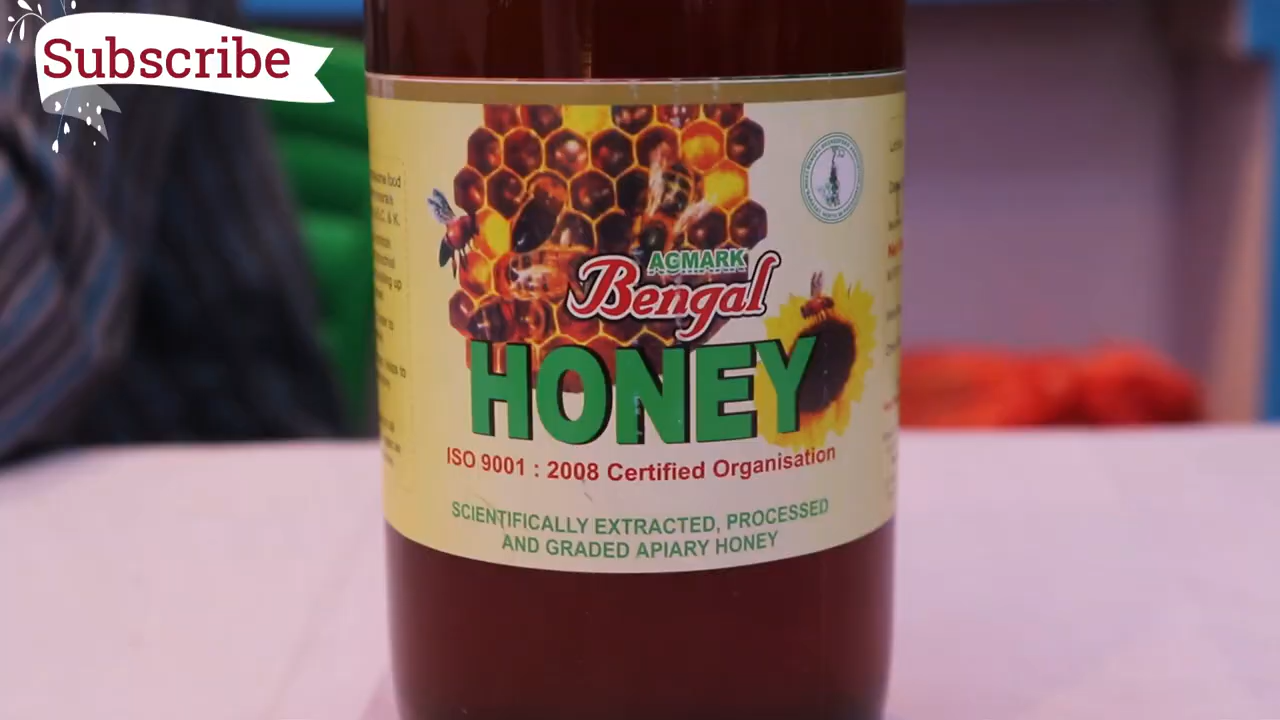 Subscribe
AGMARK
Bengal
HONEY
ISO 9001 : 2008 Certified Organisation
SCIENTIFICALLY EXTRACTED, PROCESSED
AND GRADED APIARY HONEY